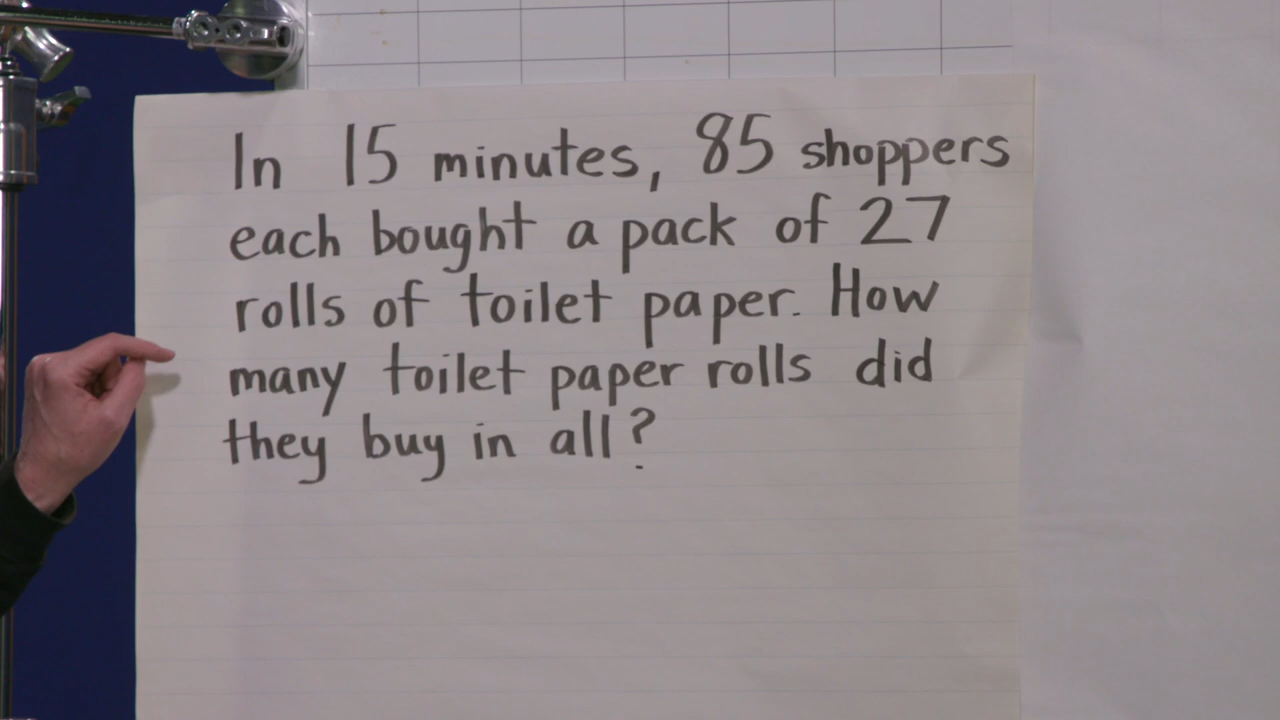 In 15 minutes, 85 shoppers
each bought a pack of 27
rolls of toilet paper. How
many toilet paper rolls did
they buy in all?